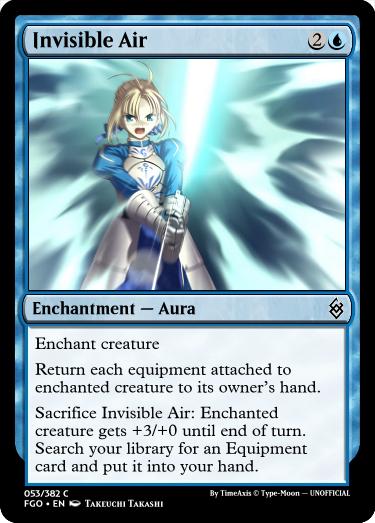 Invisible Air 2
Enchantment — Aura
Enchant creature
Return each equipment attached to
enchanted creature to its owner's hand.
Sacrifice Invisible Air: Enchanted
creature gets +3/+0 until end of turn.
Search your library for an Equipment
card and put it into your hand.
053/382 C
FGO • EN Takeuchi Takashi
By TimeAxis © Type-Moon — UNOFFICIAL